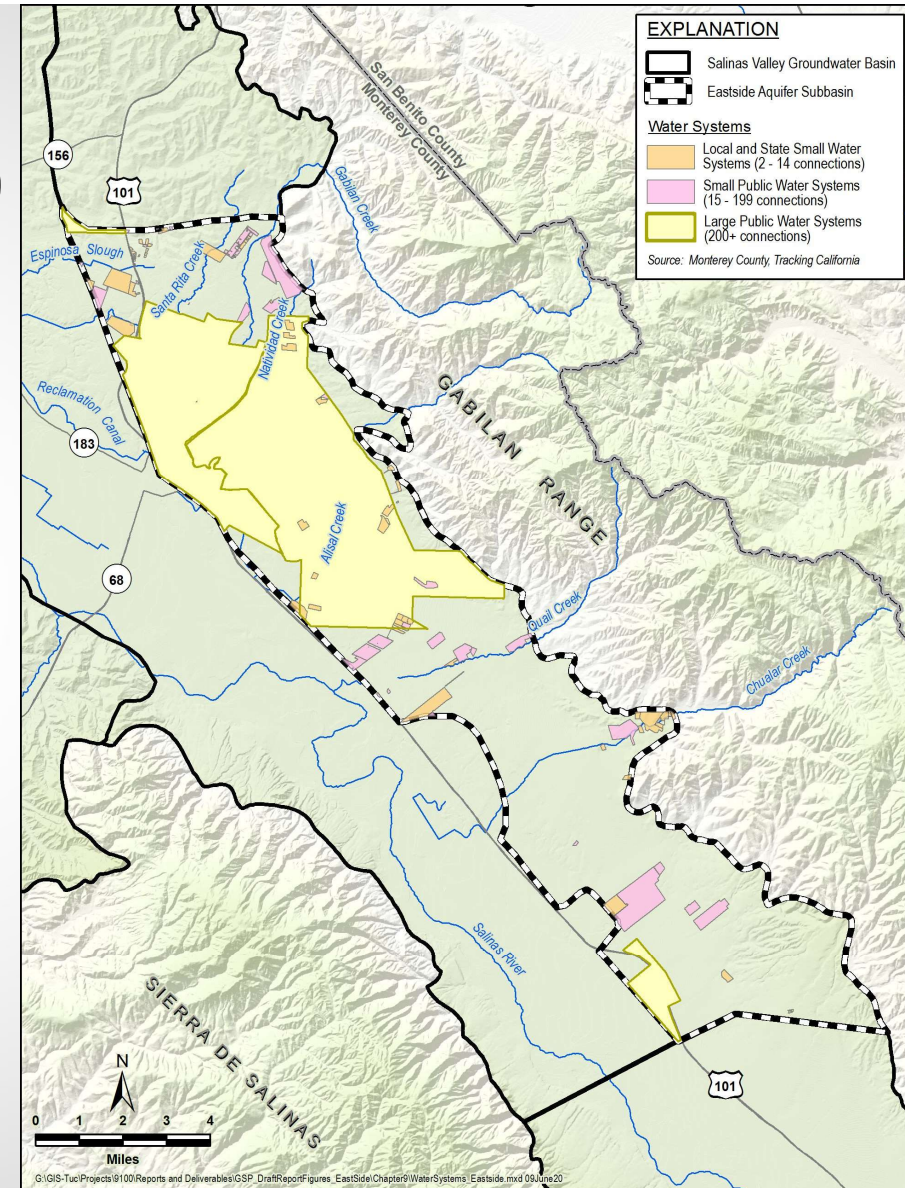 EXPLANATION
Salinas Valley Groundwater Basin
Eastside Aquifer Subbasin
Water Systems
Local and State Small Water
Systems (2 - 14 connections)
Small Public Water Systems
(15 - 199 connections)
Large Public Water Systems
(200+ connections)
Source: Monterey County, Tracking California
San Benito County
Monterey County
156
101
Gabilan Creek
Espinosa Slough
Santa Rita Creek
Natividad Creek
Reclamation Canal
183
GABILAN RANGE
Alisal Creek
68
Quail Creek
Chualar Creek
Salinas River
SIERRA DE SALINAS
101
N
0 1 2 3 4
Miles
G:\GIS-Tuc\Projects\9100\Reports and Deliverables\GSP_DraftReportFigures_EastSide\Chapter9\WaterSystems_Eastside.mxd 09June20